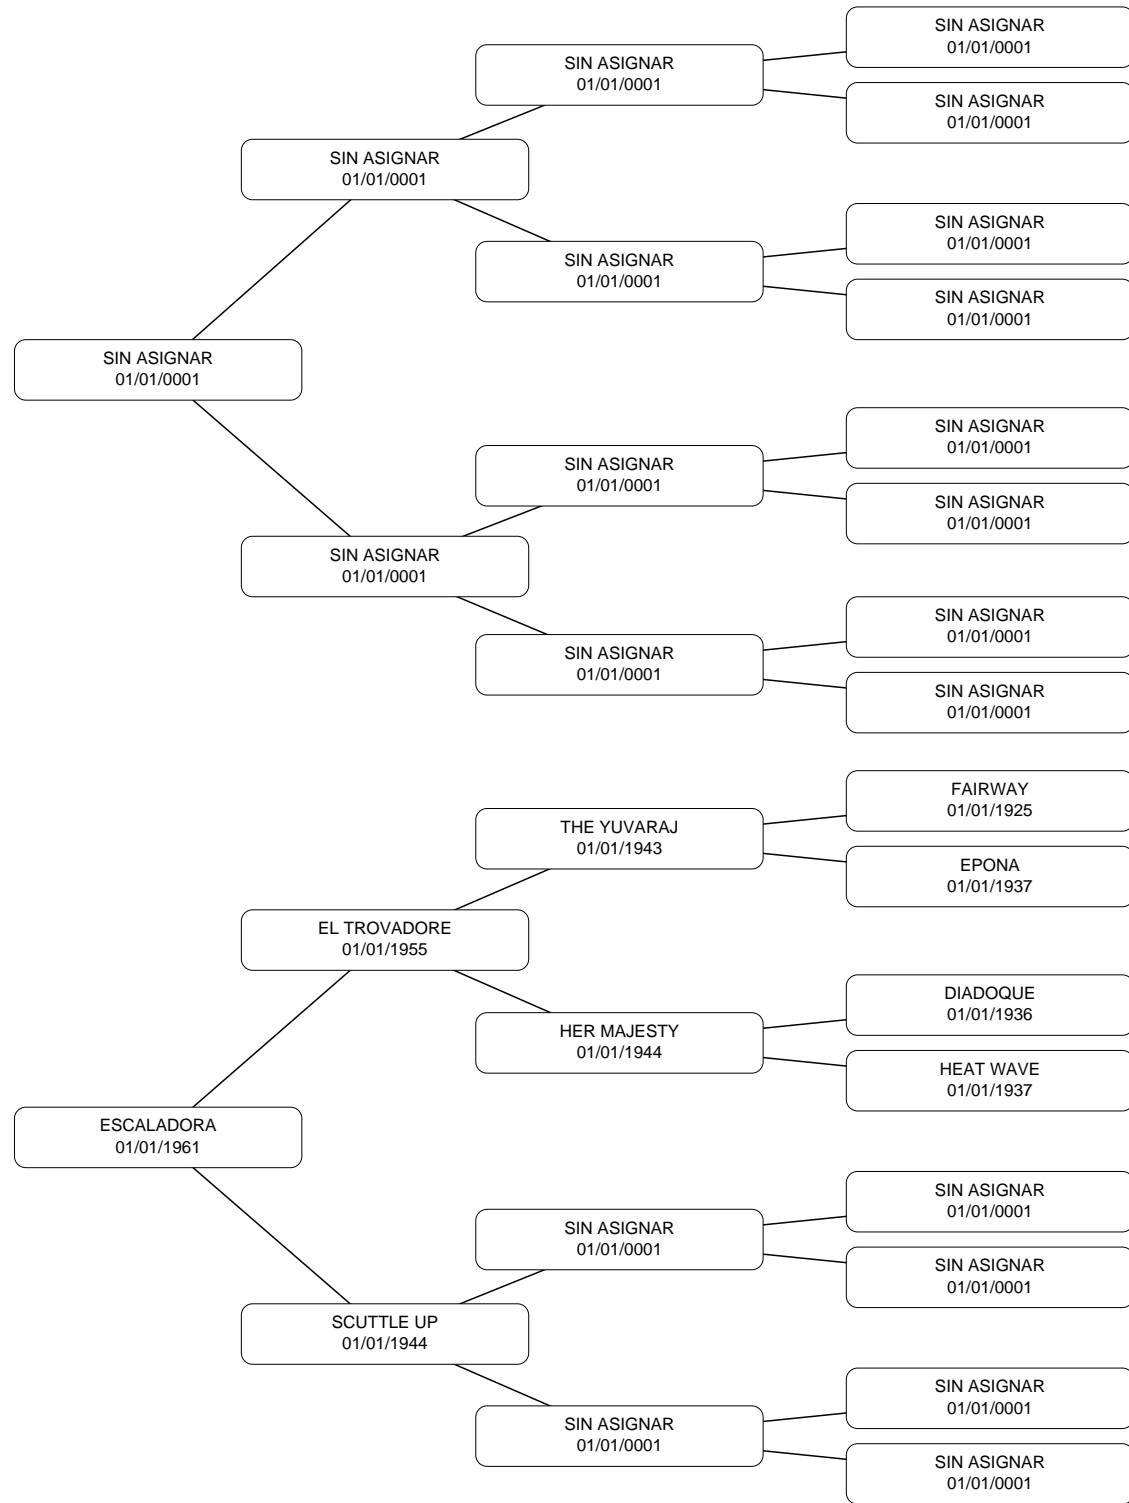 SIN ASIGNAR
01/01/0001
SIN ASIGNAR
01/01/0001
SIN ASIGNAR
01/01/0001
SIN ASIGNAR
01/01/0001
SIN ASIGNAR
01/01/0001
SIN ASIGNAR
01/01/0001
SIN ASIGNAR
01/01/0001
SIN ASIGNAR
01/01/0001
SIN ASIGNAR
01/01/0001
SIN ASIGNAR
01/01/0001
SIN ASIGNAR
01/01/0001
SIN ASIGNAR
01/01/0001
SIN ASIGNAR
01/01/0001
SIN ASIGNAR
01/01/0001
SIN ASIGNAR
01/01/0001
FAIRWAY
01/01/1925
THE YUVARAJ
01/01/1943
EPONA
01/01/1937
EL TROVADORE
01/01/1955
DIADOQUE
01/01/1936
HER MAJESTY
01/01/1944
HEAT WAVE
01/01/1937
ESCALADORA
01/01/1961
SIN ASIGNAR
01/01/0001
SIN ASIGNAR
01/01/0001
SIN ASIGNAR
01/01/0001
SCUTTLE UP
01/01/1944
SIN ASIGNAR
01/01/0001
SIN ASIGNAR
01/01/0001
SIN ASIGNAR
01/01/0001